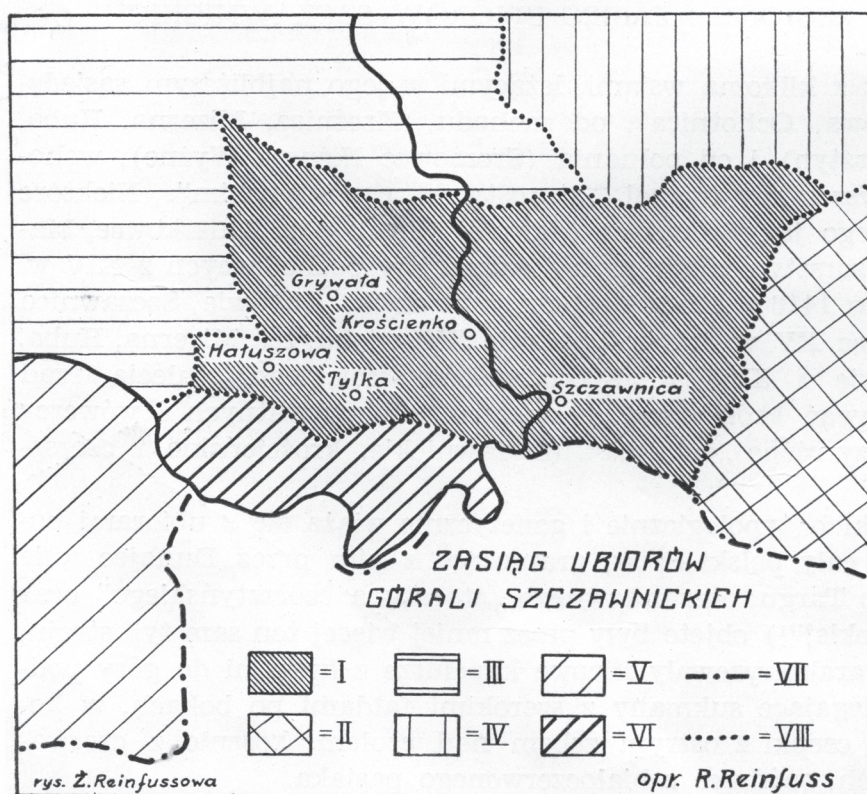 Grywałd
Krościenko
Hałuszowa
Tylka
Szczawnica
ZASIĄG UBIORÓW
GÓRALI SZCZAWNICKICH
= I
= III
= V
= VII
= II
= IV
= VI
= VIII
rys. Ż. Reinfussowa
opr. R. Reinfuss